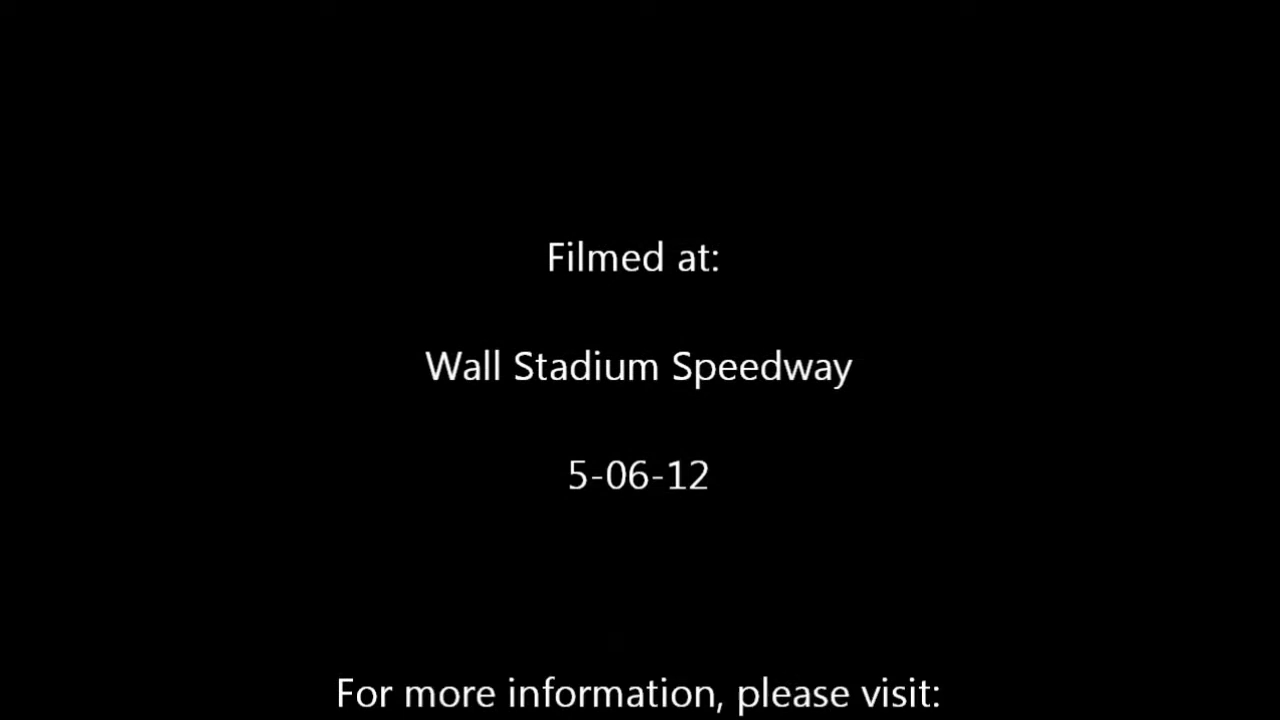 Filmed at:
Wall Stadium Speedway
5-06-12
For more information, please visit: